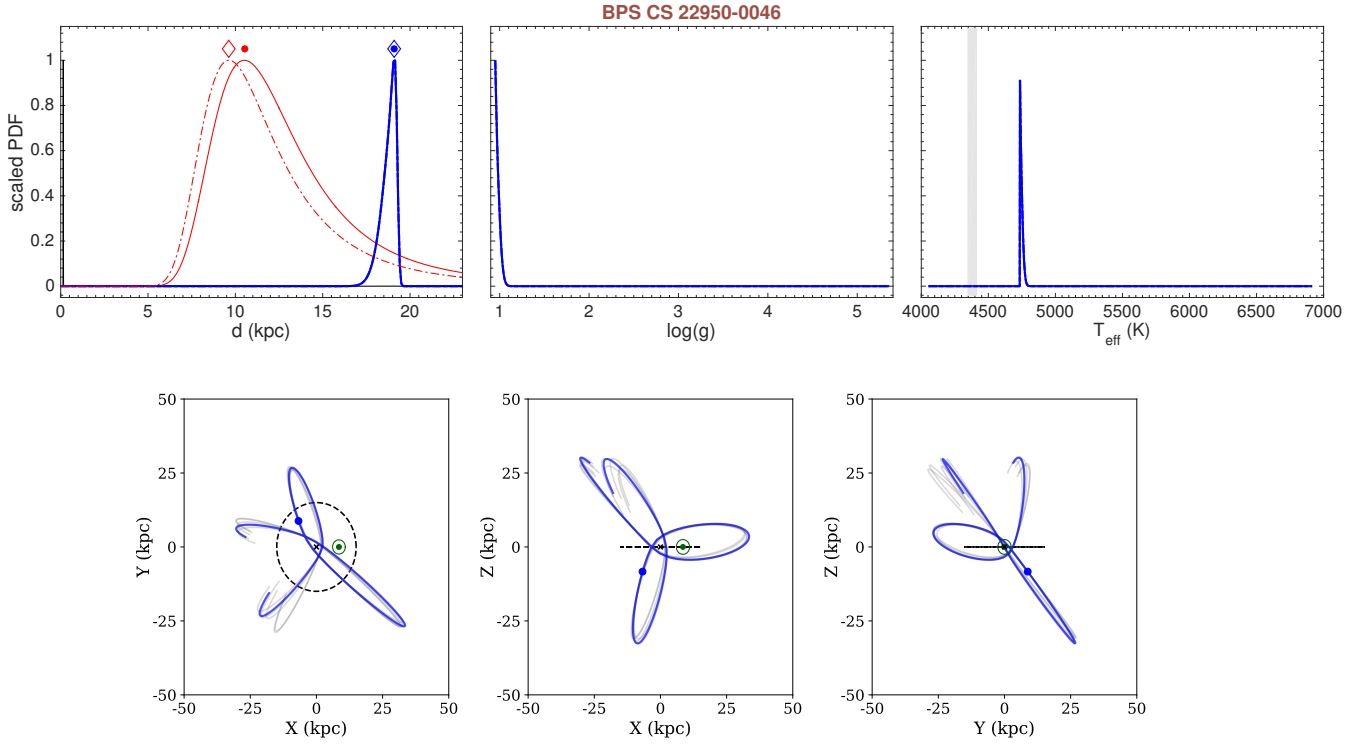 BPS CS 22950-0046
scaled PDF
1
0.8
0.6
0.4
0.2
0
0 5 10 15 20
d (kpc)
1 2 3 4 5
log(g)
4000 4500 5000 5500 6000 6500 7000
T_eff (K)
Y (kpc)
50
25
0
-25
-50
-50 -25 0 25 50
X (kpc)
Z (kpc)
50
25
0
-25
-50
-50 -25 0 25 50
X (kpc)
Z (kpc)
50
25
0
-25
-50
-50 -25 0 25 50
Y (kpc)